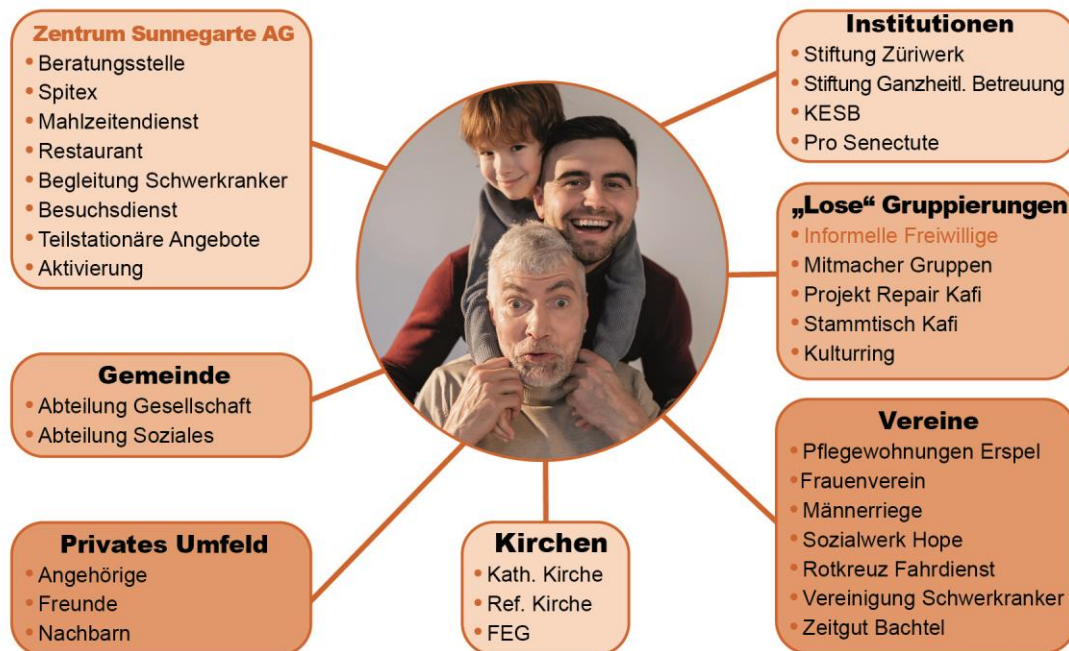 Zentrum Sunnegarte AG
• Beratungsstelle
• Spitex
• Mahlzeitendienst
• Restaurant
• Begleitung Schwerkranker
• Besuchsdienst
• Teilstationäre Angebote
• Aktivierung
Gemeinde
• Abteilung Gesellschaft
• Abteilung Soziales
Privates Umfeld
• Angehörige
• Freunde
• Nachbarn
Kirchen
• Kath. Kirche
• Ref. Kirche
• FEG
Institutionen
• Stiftung Züriwerk
• Stiftung Ganzheitl. Betreuung
• KESB
• Pro Senectute
„Lose“ Gruppierungen
• Informelle Freiwillige
• Mitmacher Gruppen
• Projekt Repair Kafi
• Stammtisch Kafi
• Kulturring
Vereine
• Pflegewohnungen Erspel
• Frauenverein
• Männerriege
• Sozialwerk Hope
• Rotkreuz Fahrdienst
• Vereinigung Schwerkranker
• Zeitgut Bachtel